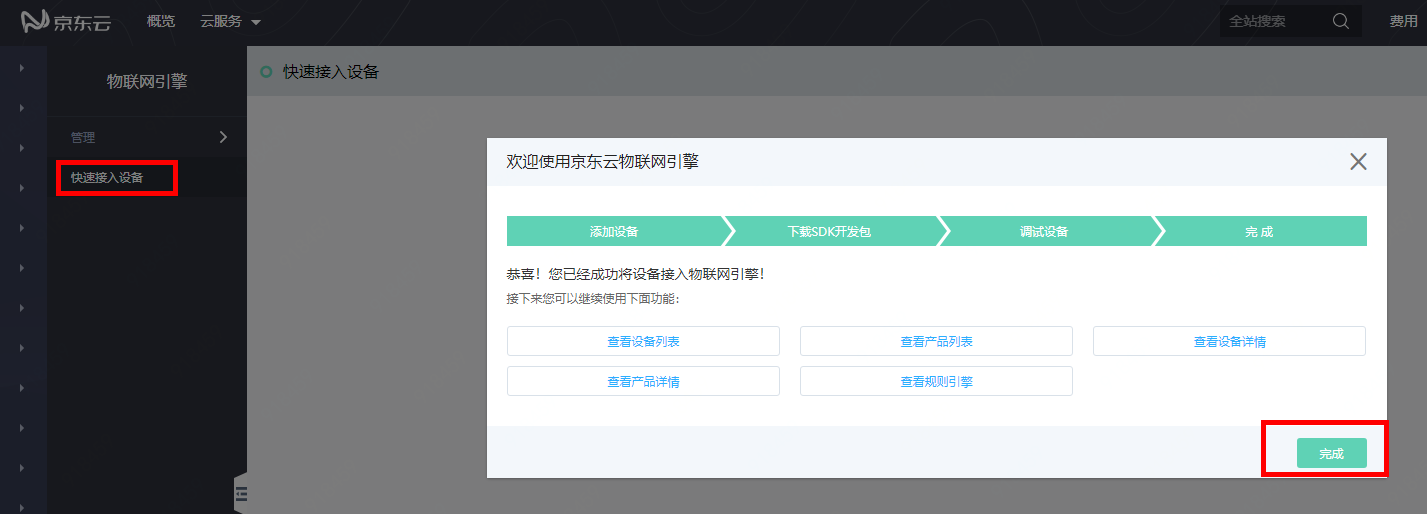 京东云 概览 云服务 全站搜索 费用
物联网引擎
管理
快速接入设备
快速接入设备
欢迎使用京东云物联网引擎
添加设备 下载SDK开发包 调试设备 完 成
恭喜！您已经成功将设备接入物联网引擎！
接下来您可以继续使用下面功能：
查看设备列表 查看产品列表 查看设备详情
查看产品详情 查看规则引擎
完成